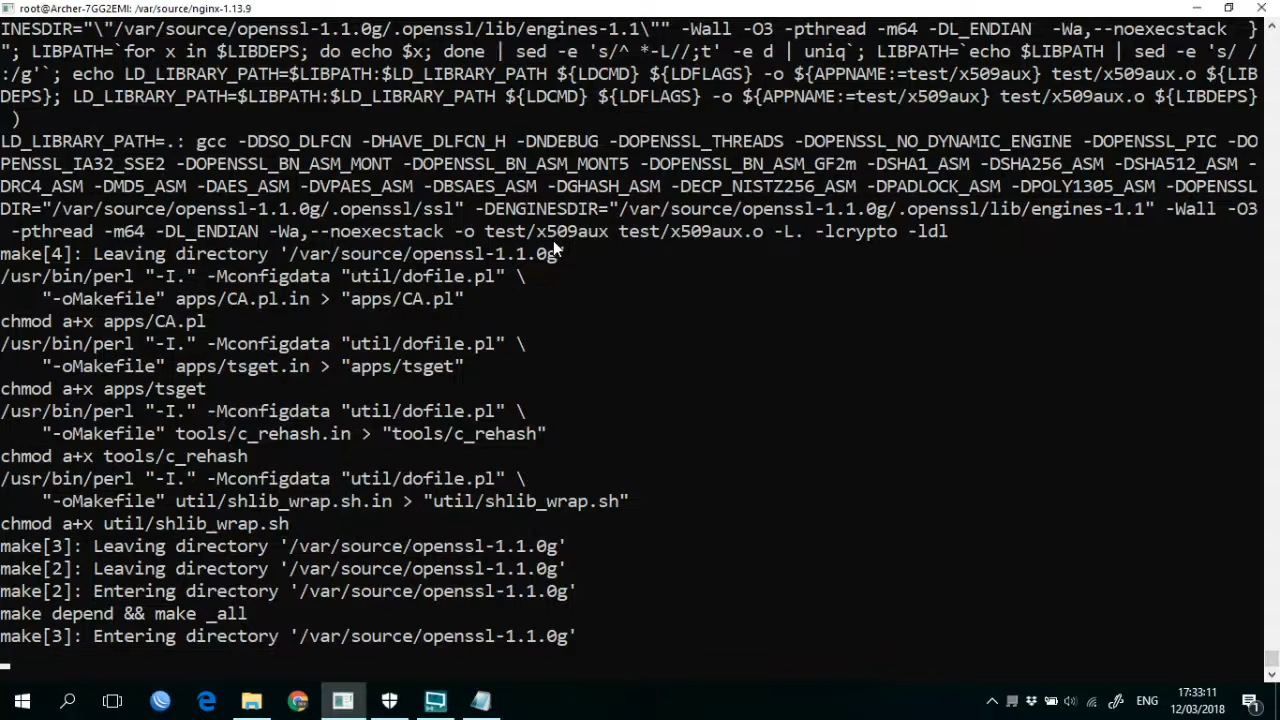 root@Archer-7GG2EMI: /var/source/nginx-1.13.9
INESDIR="\"/var/source/openssl-1.1.0g/.openssl/lib/engines-1.1\"" -Wall -O3 -pthread -m64 -DL_ENDIAN  -Wa,--noexecstack  }
"; LIBPATH=`for x in $LIBDEPS; do echo $x; done | sed -e 's/^ *-L//;t' -e d | uniq`; LIBPATH=`echo $LIBPATH | sed -e 's/ /
:/g'`; echo LD_LIBRARY_PATH=$LIBPATH:$LD_LIBRARY_PATH ${LDCMD} ${LDFLAGS} -o ${APPNAME:=test/x509aux} test/x509aux.o ${LIB
DEPS}; LD_LIBRARY_PATH=$LIBPATH:$LD_LIBRARY_PATH ${LDCMD} ${LDFLAGS} -o ${APPNAME:=test/x509aux} test/x509aux.o ${LIBDEPS}
 )
LD_LIBRARY_PATH=.: gcc -DDSO_DLFCN -DHAVE_DLFCN_H -DNDEBUG -DOPENSSL_THREADS -DOPENSSL_NO_DYNAMIC_ENGINE -DOPENSSL_PIC -DO
PENSSL_IA32_SSE2 -DOPENSSL_BN_ASM_MONT -DOPENSSL_BN_ASM_MONT5 -DOPENSSL_BN_ASM_GF2m -DSHA1_ASM -DSHA256_ASM -DSHA512_ASM -
DRC4_ASM -DMD5_ASM -DAES_ASM -DVPAES_ASM -DBSAES_ASM -DGHASH_ASM -DECP_NISTZ256_ASM -DPADLOCK_ASM -DPOLY1305_ASM -DOPENSSL
DIR="/var/source/openssl-1.1.0g/.openssl/ssl" -DENGINESDIR="/var/source/openssl-1.1.0g/.openssl/lib/engines-1.1" -Wall -O3
 -pthread -m64 -DL_ENDIAN -Wa,--noexecstack -o test/x509aux test/x509aux.o -L. -lcrypto -ldl
make[4]: Leaving directory '/var/source/openssl-1.1.0g'
/usr/bin/perl "-I." -Mconfigdata "util/dofile.pl" \
    "-oMakefile" apps/CA.pl.in > "apps/CA.pl"
chmod a+x apps/CA.pl
/usr/bin/perl "-I." -Mconfigdata "util/dofile.pl" \
    "-oMakefile" apps/tsget.in > "apps/tsget"
chmod a+x apps/tsget
/usr/bin/perl "-I." -Mconfigdata "util/dofile.pl" \
    "-oMakefile" tools/c_rehash.in > "tools/c_rehash"
chmod a+x tools/c_rehash
/usr/bin/perl "-I." -Mconfigdata "util/dofile.pl" \
    "-oMakefile" util/shlib_wrap.sh.in > "util/shlib_wrap.sh"
chmod a+x util/shlib_wrap.sh
make[3]: Leaving directory '/var/source/openssl-1.1.0g'
make[2]: Leaving directory '/var/source/openssl-1.1.0g'
make[2]: Entering directory '/var/source/openssl-1.1.0g'
make depend && make _all
make[3]: Entering directory '/var/source/openssl-1.1.0g'
ENG
17:33:11
12/03/2018
1